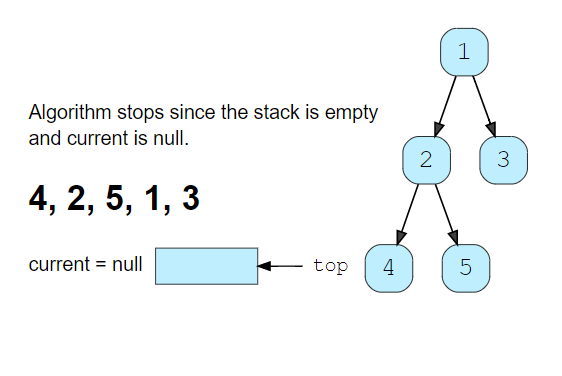 1
Algorithm stops since the stack is empty
and current is null.
2
3
4, 2, 5, 1, 3
current = null
top
4
5